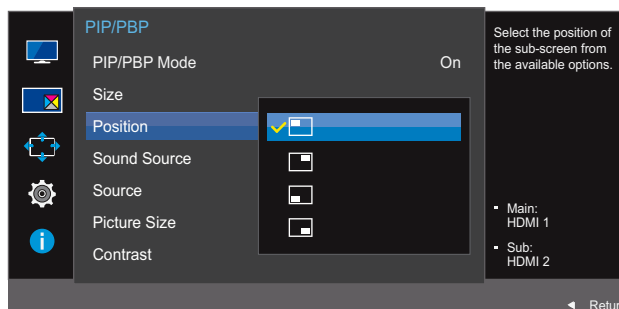 PIP/PBP
PIP/PBP Mode On
Size
Position
Sound Source
Source
Picture Size
Contrast
Select the position of
the sub-screen from
the available options.
Main:
HDMI 1
Sub:
HDMI 2
Retur